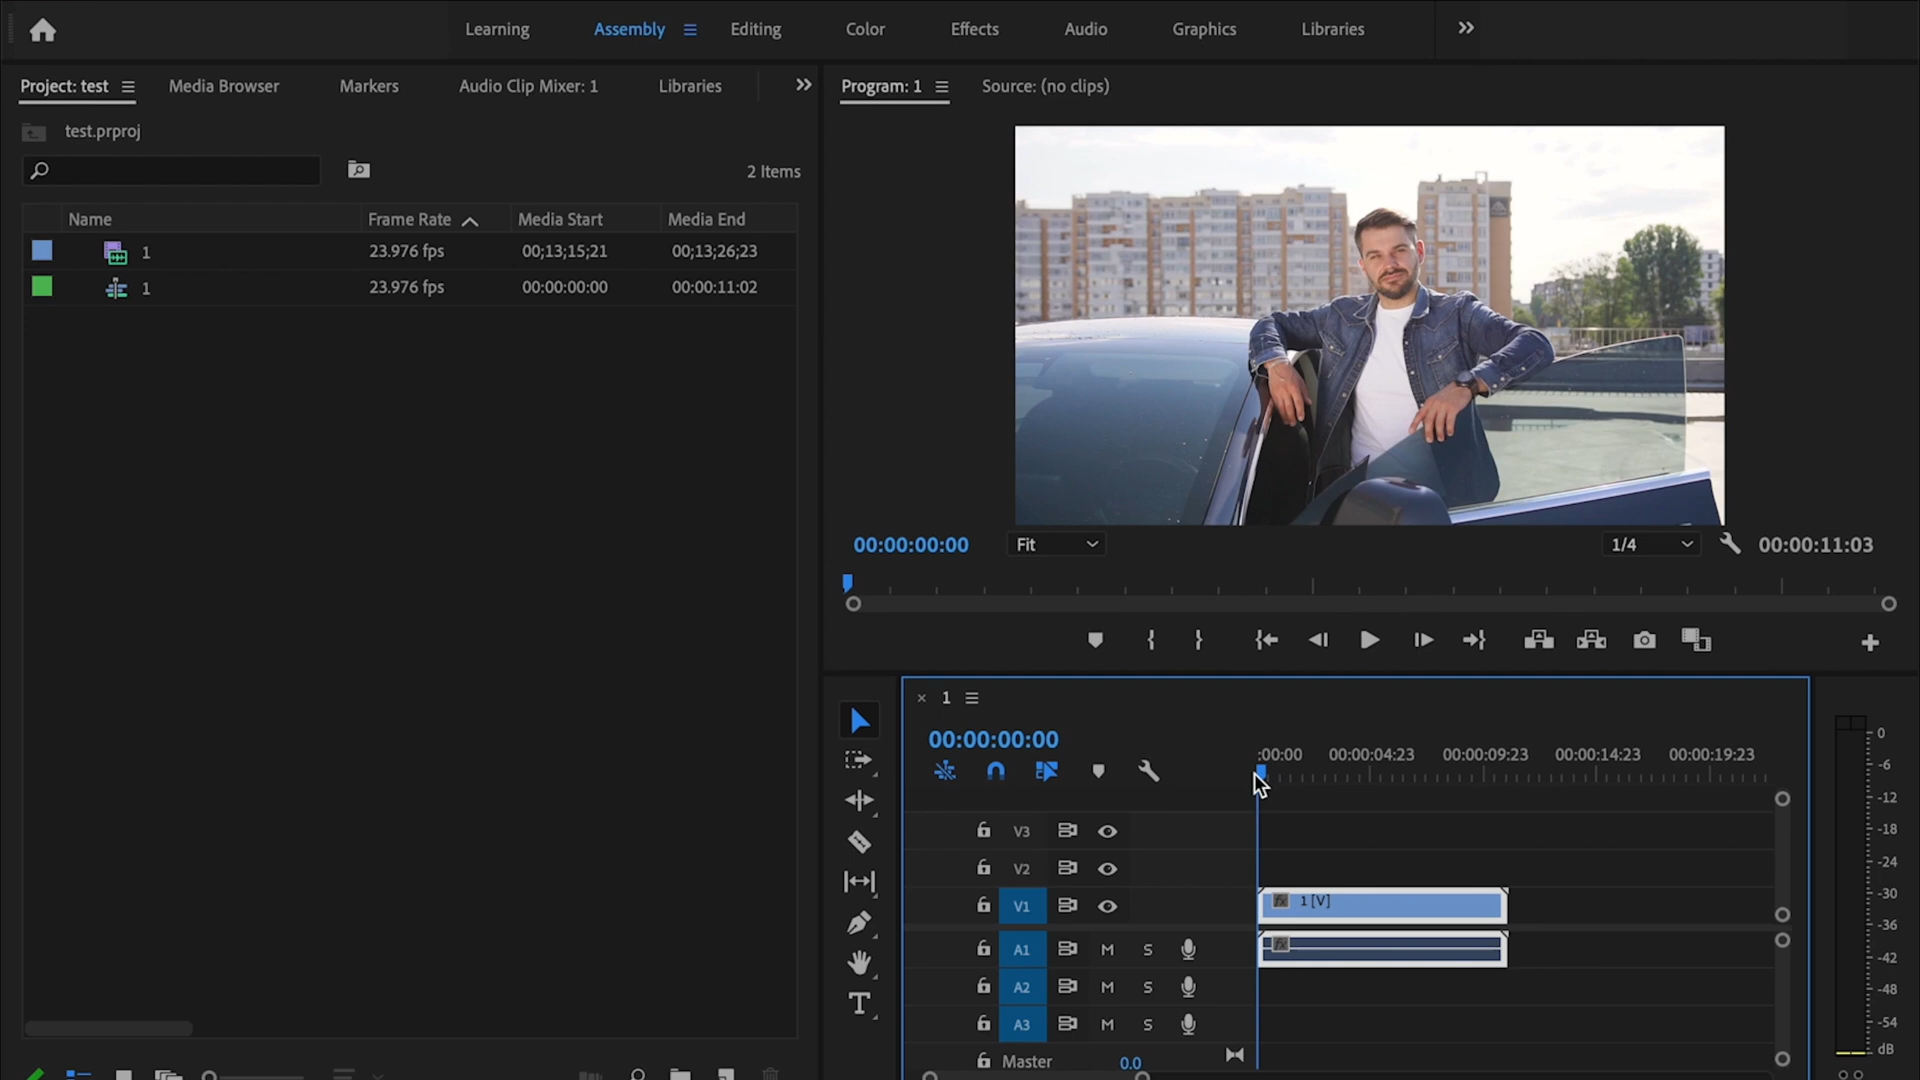 Learning Assembly Editing Color Effects Audio Graphics Libraries
Project: test Media Browser Markers Audio Clip Mixer: 1 Libraries
test.prproj
2 Items
Name Frame Rate Media Start Media End
1 23.976 fps 00;13;15;21 00;13;26;23
1 23.976 fps 00:00:00:00 00:00:11:02
Program: 1 Source: (no clips)
00:00:00:00 Fit 1/4 00:00:11:03
1
00:00:00:00
:00:00 00:00:04:23 00:00:09:23 00:00:14:23 00:00:19:23
V3
V2
V1 fx 1 [V]
A1 M S fx
A2 M S
A3 M S
Master 0.0
0
-6
-12
-18
-24
-30
-36
-42
-48
-54
dB